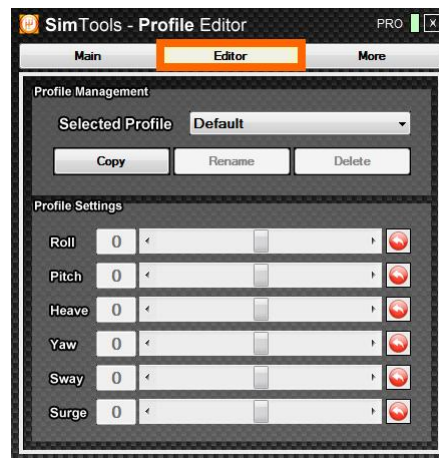 SimTools - Profile Editor PRO X
Main Editor More
Profile Management
Selected Profile Default
Copy Rename Delete
Profile Settings
Roll 0
Pitch 0
Heave 0
Yaw 0
Sway 0
Surge 0